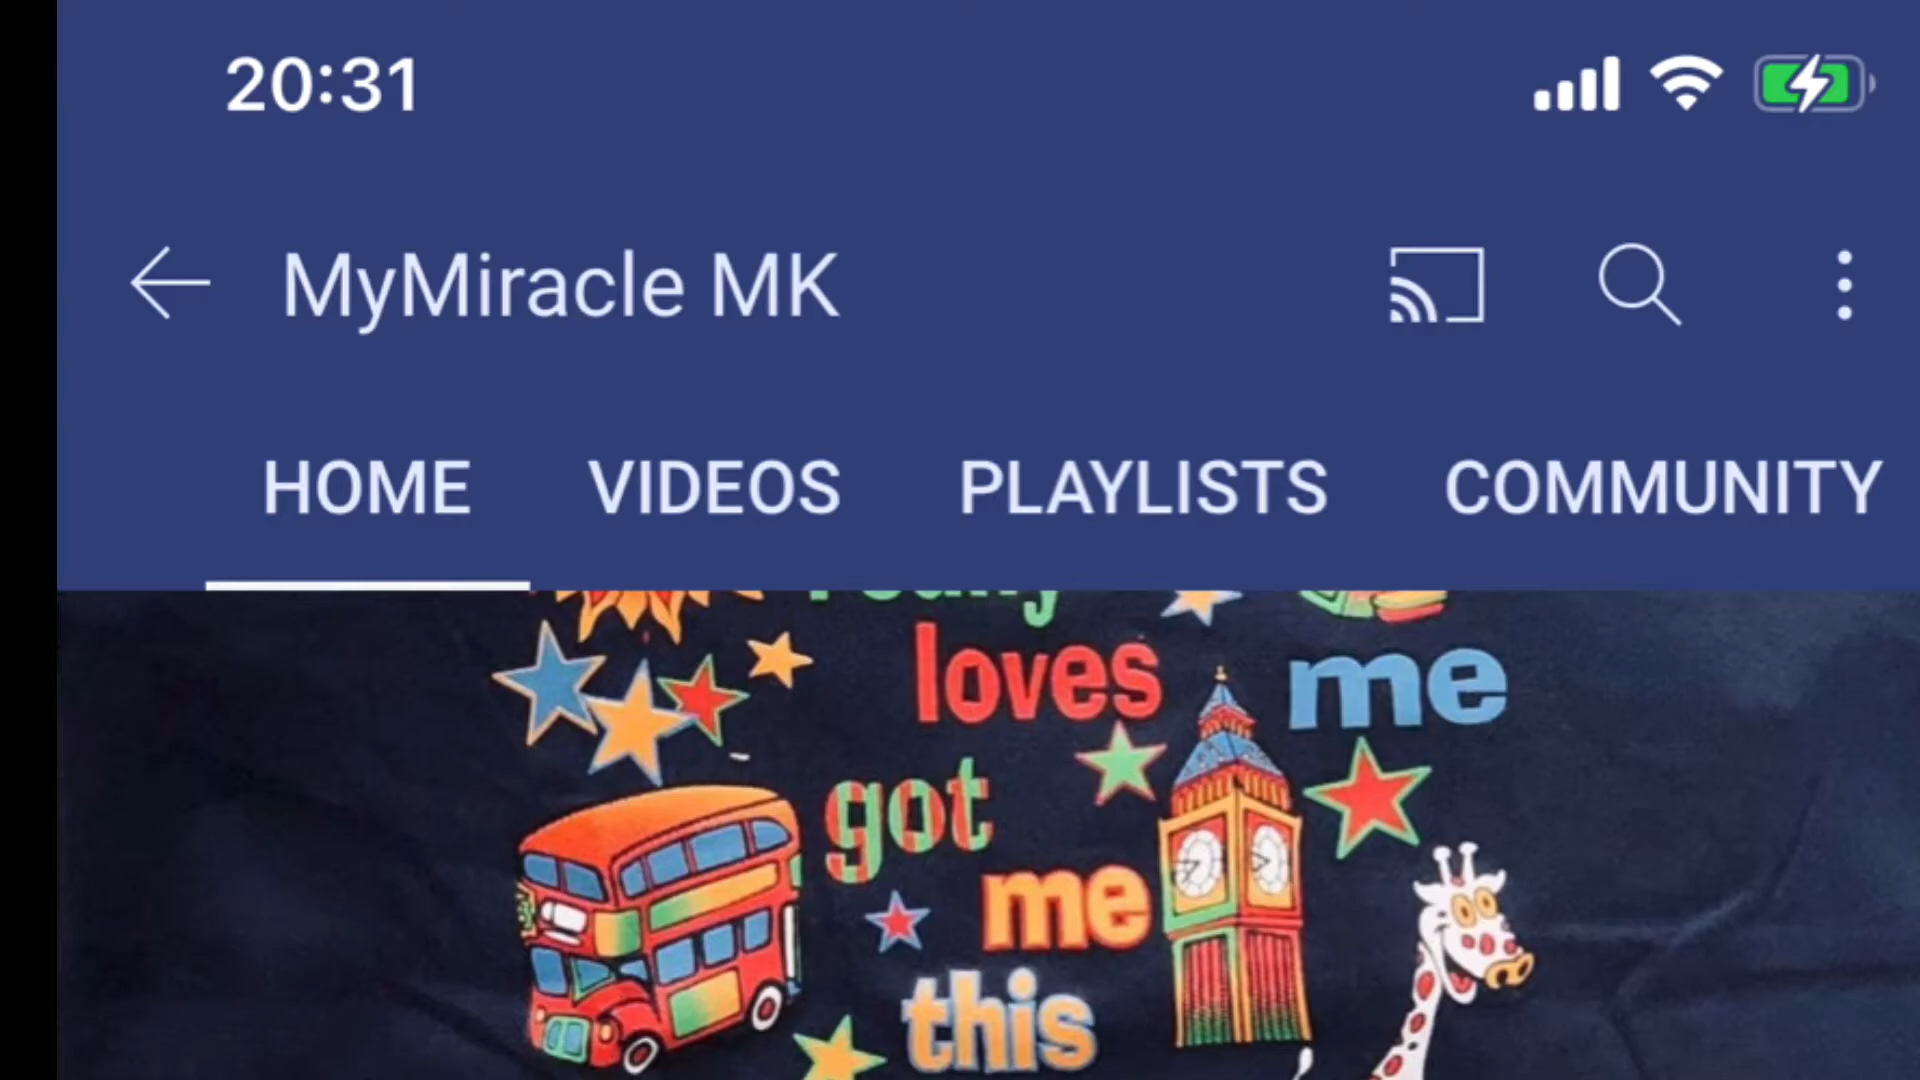 20:31
MyMiracle MK
HOME VIDEOS PLAYLISTS COMMUNITY
loves me
got
me
this